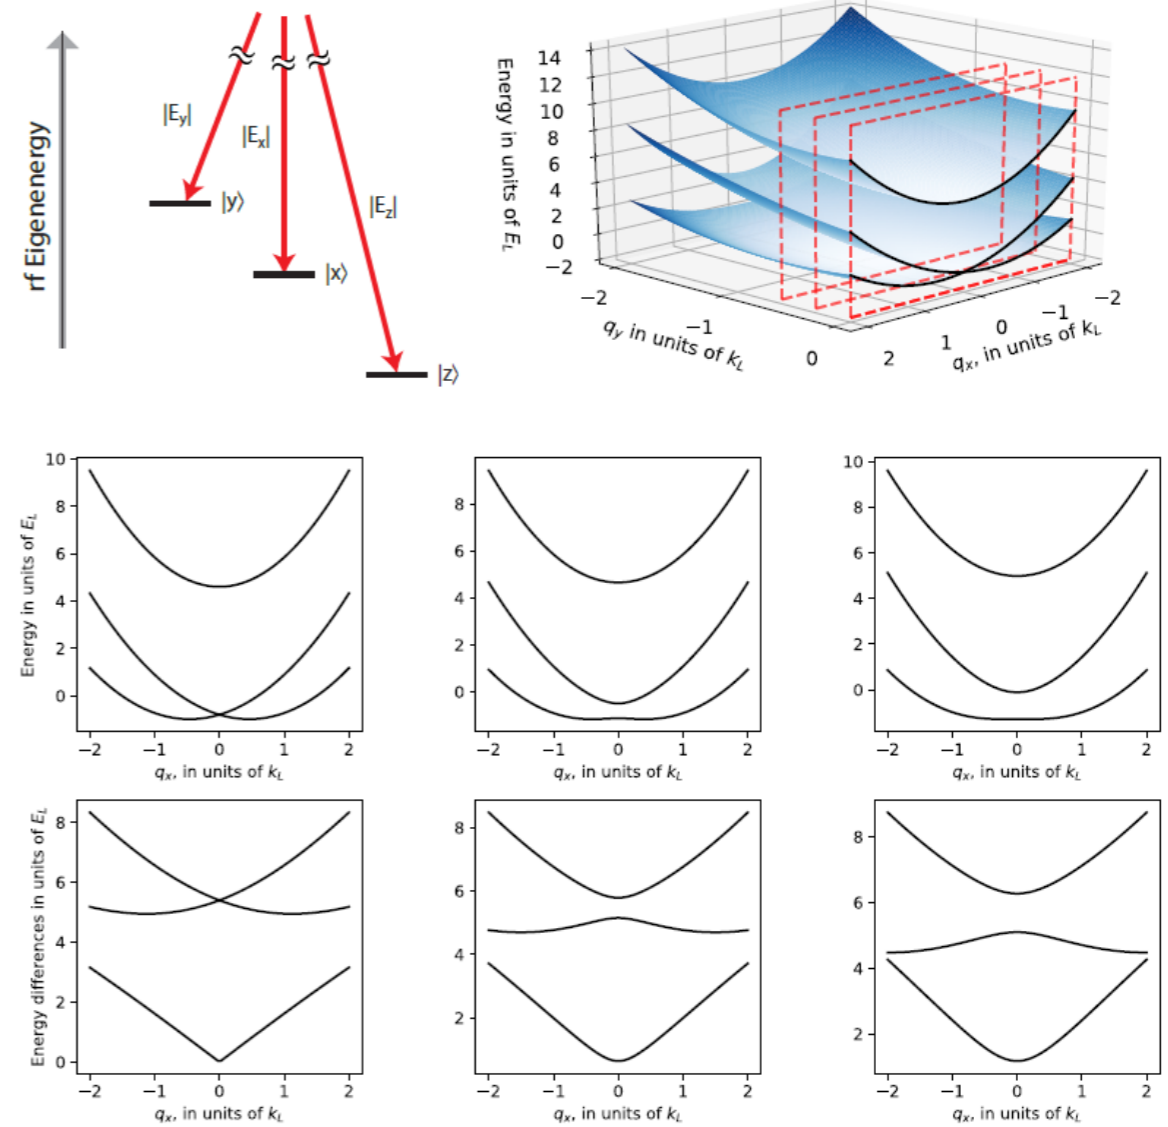 rf Eigenenergy
|Ey|
|Ex|
|Ez|
|y⟩
|x⟩
|z⟩
Energy in units of EL
14
12
10
8
6
4
2
0
−2
−2
−1
0
qy in units of kL
2
1
0
−1
−2
qx, in units of kL
Energy in units of EL
10
8
6
4
2
0
−2 −1 0 1 2
qx, in units of kL
8
6
4
2
0
−2 −1 0 1 2
qx, in units of kL
10
8
6
4
2
0
−2 −1 0 1 2
qx, in units of kL
Energy differences in units of EL
8
6
4
2
0
−2 −1 0 1 2
qx, in units of kL
8
6
4
2
−2 −1 0 1 2
qx, in units of kL
8
6
4
2
−2 −1 0 1 2
qx, in units of kL